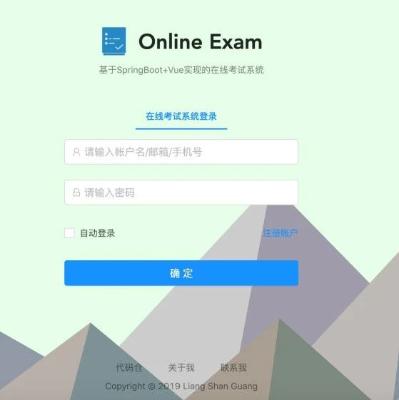 Online Exam
基于SpringBoot+Vue实现的在线考试系统
在线考试系统登录
请输入帐户名/邮箱/手机号
请输入密码
自动登录 注册账户
确 定
代码仓 关于我 联系我
Copyright © 2019 Liang Shan Guang